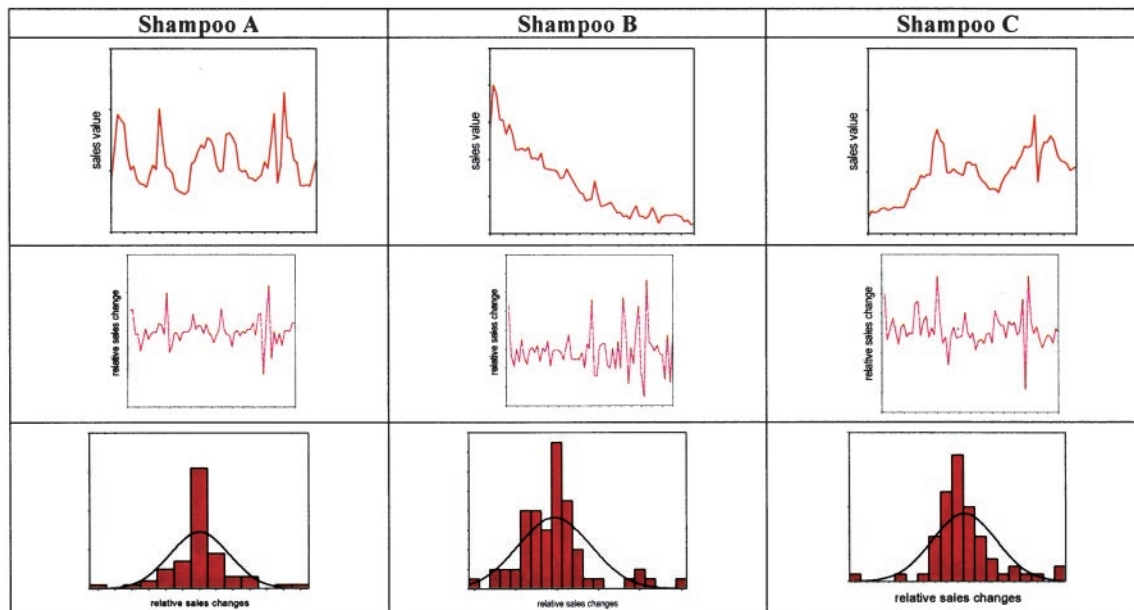 Shampoo A
Shampoo B
Shampoo C
sales value
sales value
sales value
relative sales change
relative sales change
relative sales change
relative sales changes
relative sales changes
relative sales changes